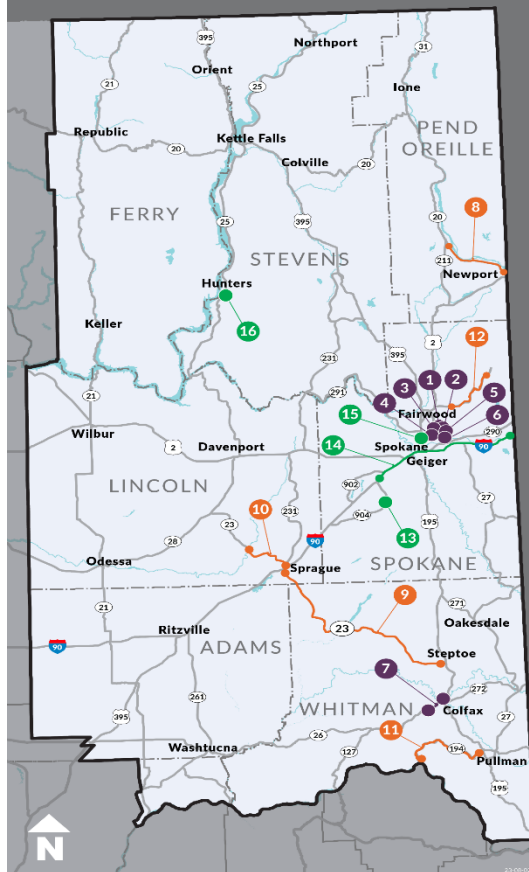 395
Northport
31
Orient
21
25
Ione
Republic
Kettle Falls
PEND
OREILLE
20
Colville
20
FERRY
25
395
20
8
STEVENS
211
Newport
Hunters
16
2
12
Keller
231
395
3
1
2
5
21
291
4
Fairwood
6
15
Wilbur
14
Spokane
290
90
2
Davenport
Geiger
LINCOLN
902
27
10
231
904
195
23
13
28
90
SPOKANE
Odessa
Sprague
9
21
271
Oakesdale
Ritzville
23
ADAMS
Steptoe
90
7
272
261
WHITMAN
Colfax
27
395
11
26
Washtucna
127
194
Pullman
195
N